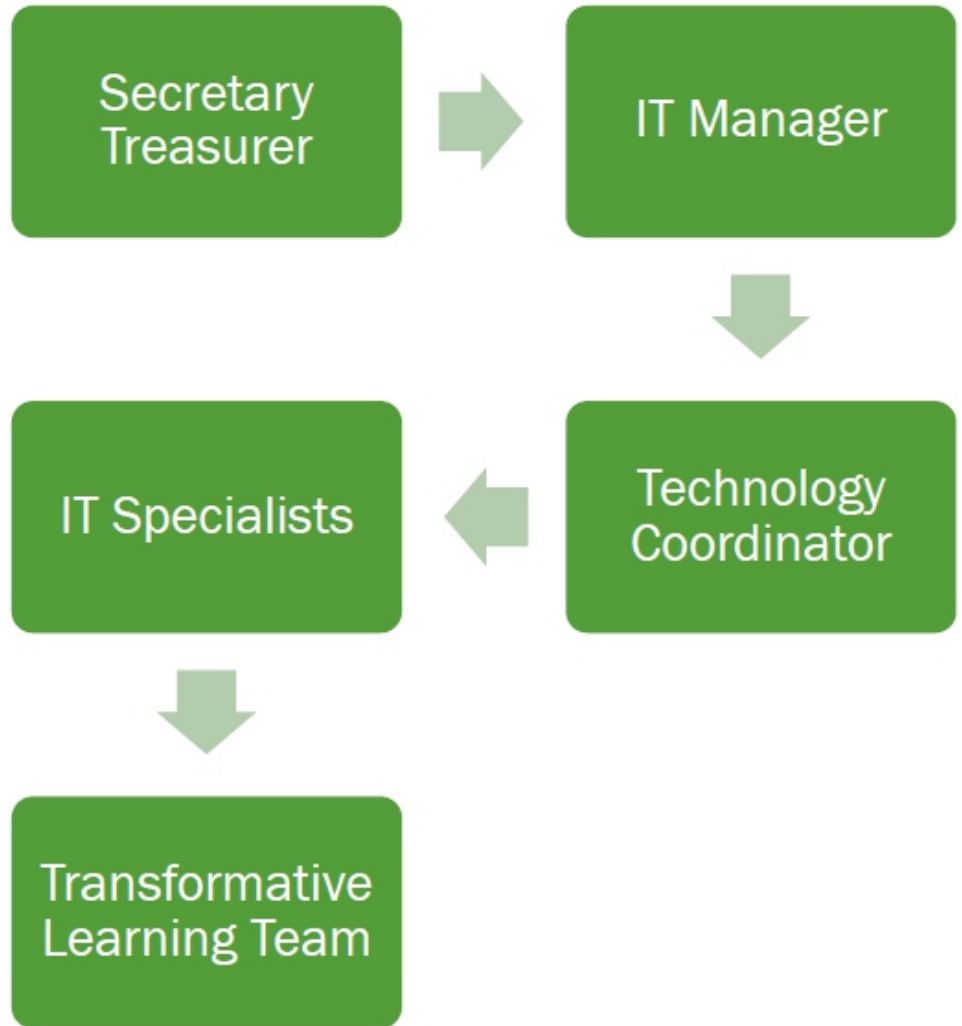 Secretary
Treasurer
IT Manager
Technology
Coordinator
IT Specialists
Transformative
Learning Team